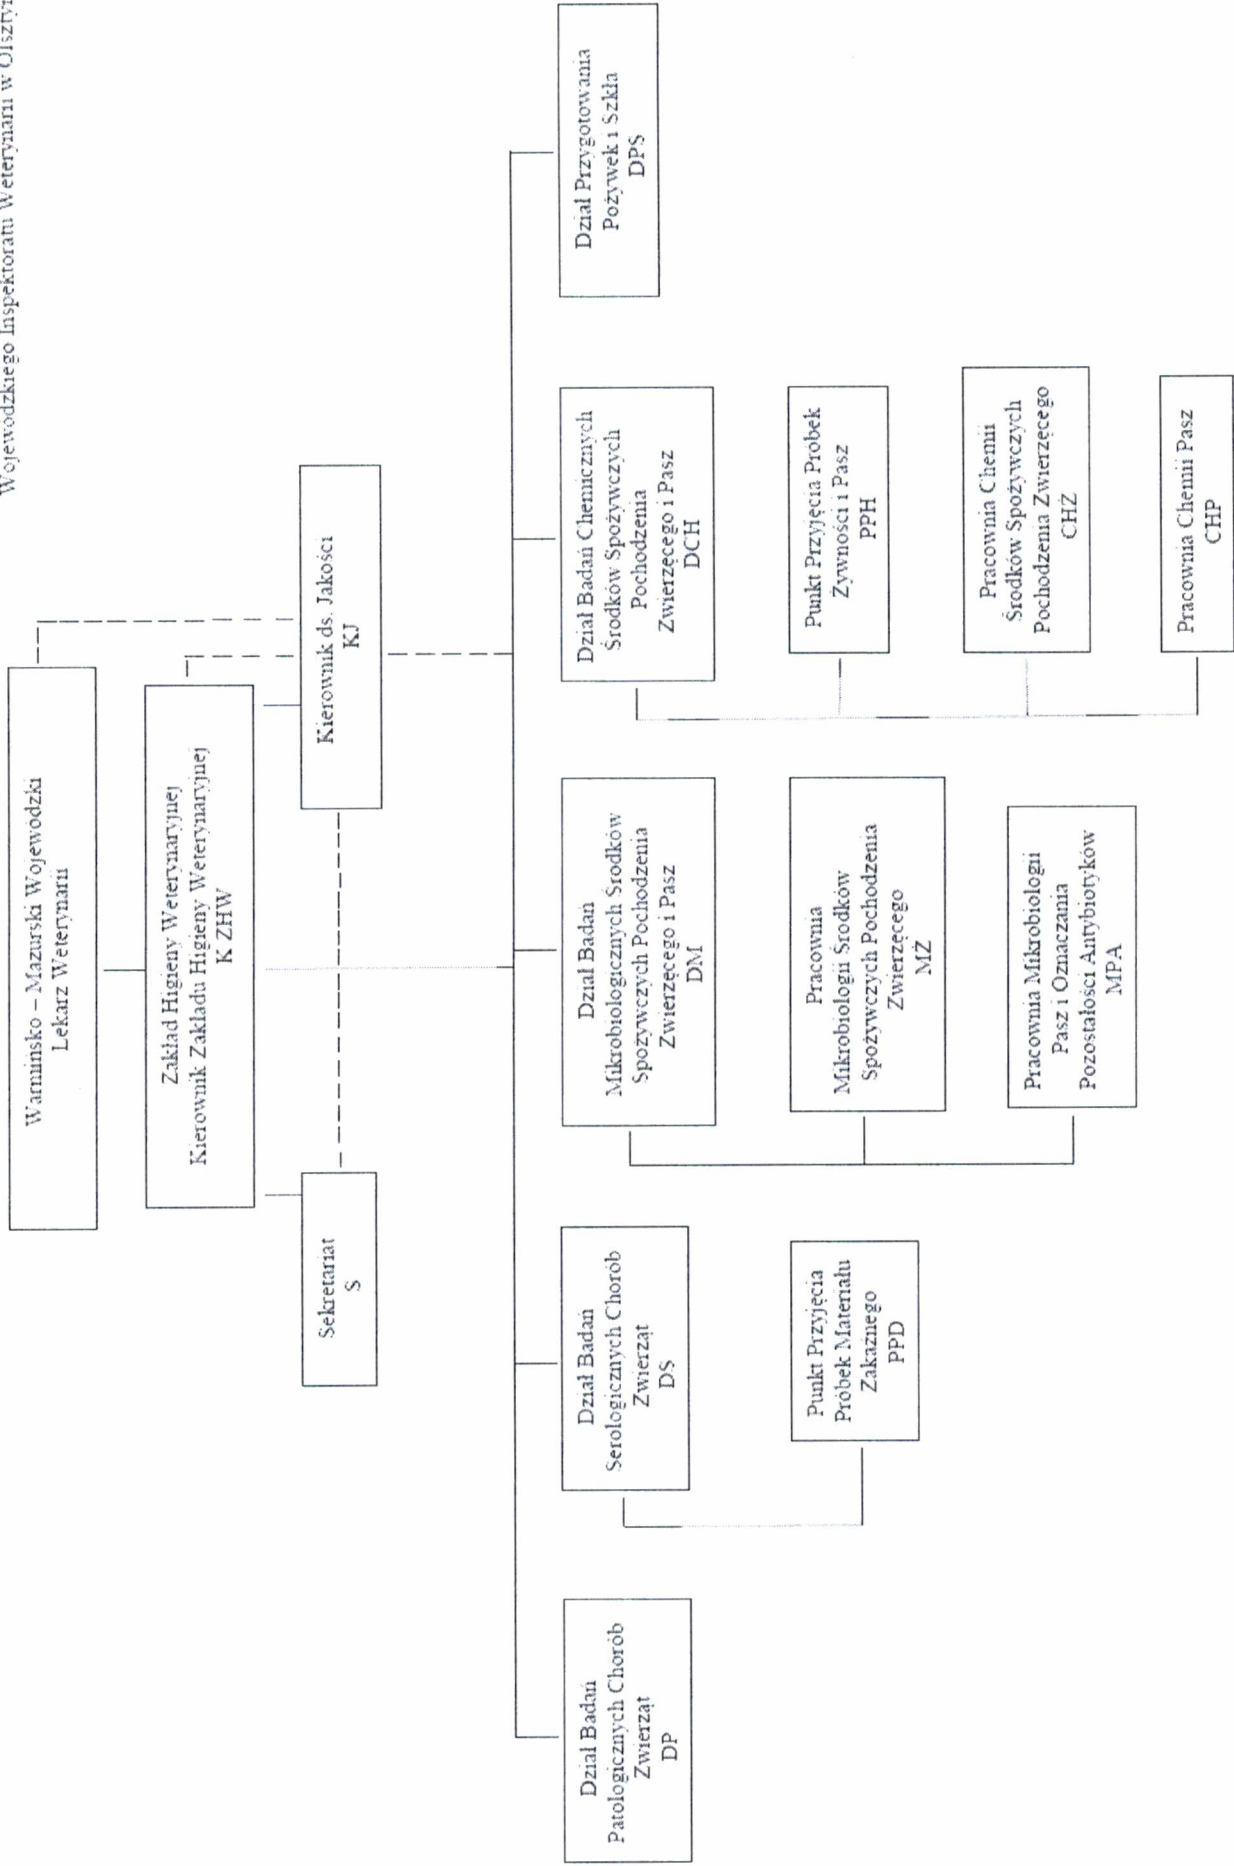 Wojewódzkiego Inspektoratu Weterynarii w
Warmińsko – Mazurski Wojewódzki
Lekarz Weterynarii
Zakład Higieny Weterynaryjnej
Kierownik Zakładu Higieny Weterynaryjnej
K ZHW
Sekretariat
S
Kierownik ds. Jakości
KJ
Dział Badań
Patologicznych Chorób
Zwierząt
DP
Dział Badań
Serologicznych Chorób
Zwierząt
DS
Dział Badań
Mikrobiologicznych Środków
Spożywczych Pochodzenia
Zwierzęcego i Pasz
DM
Dział Badań Chemicznych
Środków Spożywczych
Pochodzenia
Zwierzęcego i Pasz
DCH
Dział Przygotowania
Pożywek i Szkła
DPS
Punkt Przyjęcia
Próbek Materiału
Zakaźnego
PPD
Pracownia
Mikrobiologii Środków
Spożywczych Pochodzenia
Zwierzęcego
MŻ
Punkt Przyjęcia Próbek
Żywności i Pasz
PPH
Pracownia Mikrobiologii
Pasz i Oznaczania
Pozostałości Antybiotyków
MPA
Pracownia Chemii
Środków Spożywczych
Pochodzenia Zwierzęcego
CHŻ
Pracownia Chemii Pasz
CHP